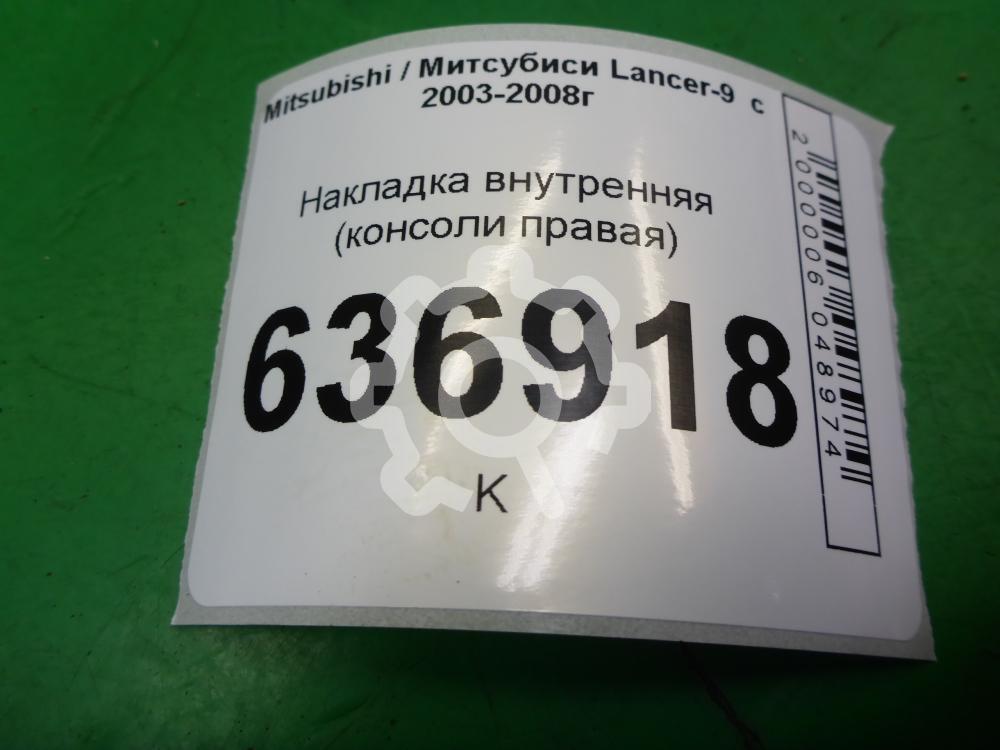 Mitsubishi / Митсубиси Lancer-9 с
2003-2008г
Накладка внутренняя
(консоли правая)
636918
К
2000006048974